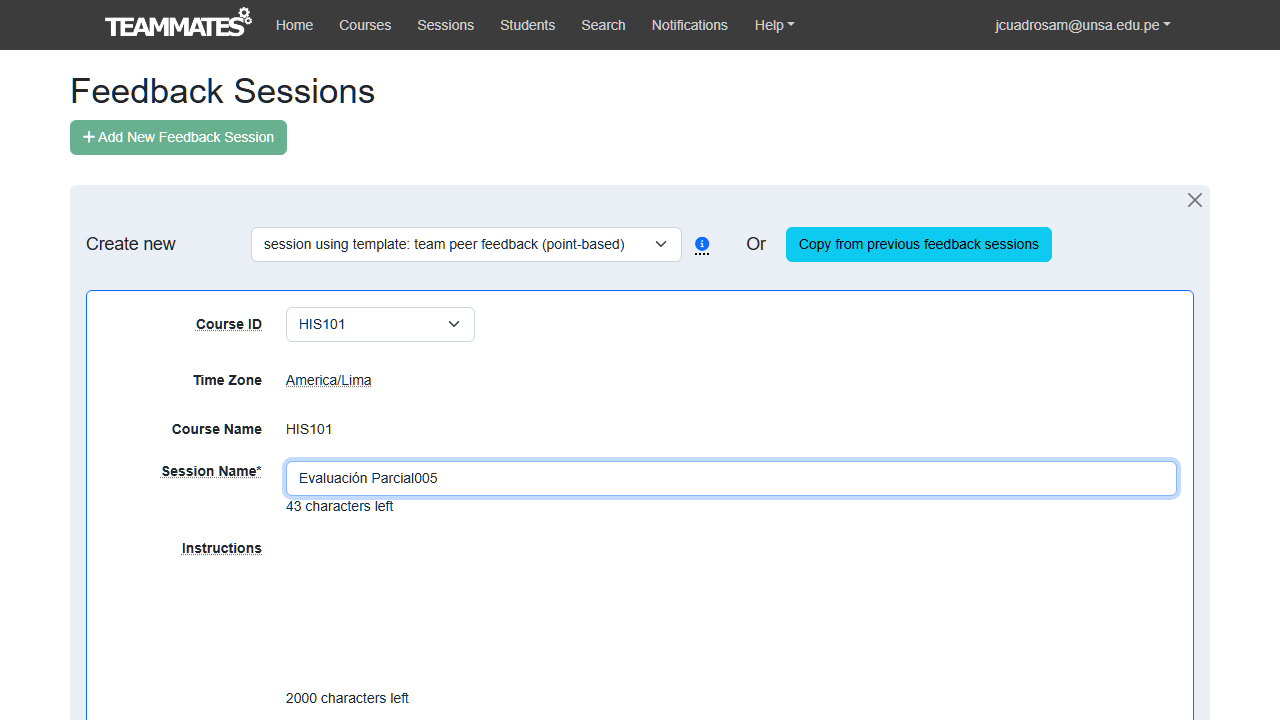 TEAMMATES Home Courses Sessions Students Search Notifications Help jcuadrosam@unsa.edu.pe
Feedback Sessions
+ Add New Feedback Session
Create new session using template: team peer feedback (point-based) i Or Copy from previous feedback sessions
Course ID HIS101
Time Zone America/Lima
Course Name HIS101
Session Name* Evaluación Parcial005
43 characters left
Instructions
2000 characters left